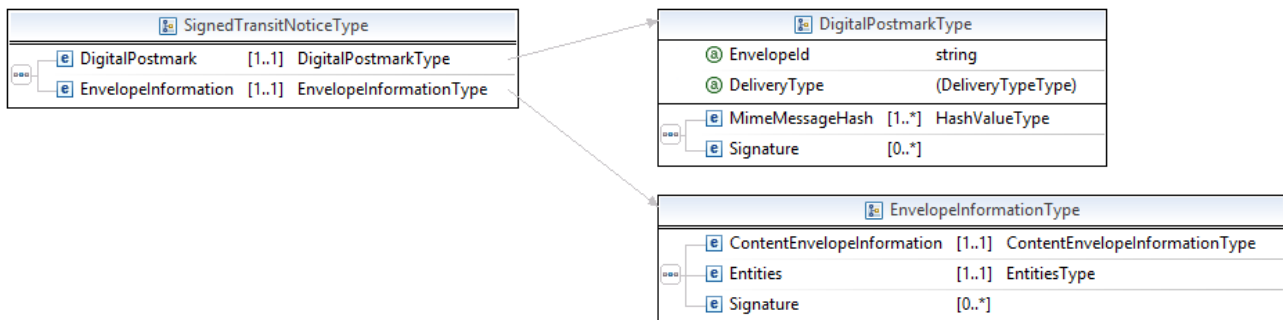 SignedTransitNoticeType
e DigitalPostmark [1..1] DigitalPostmarkType
e EnvelopeInformation [1..1] EnvelopeInformationType
DigitalPostmarkType
a EnvelopeId string
a DeliveryType (DeliveryTypeType)
e MimeMessageHash [1..*] HashValueType
e Signature [0..*]
EnvelopeInformationType
e ContentEnvelopeInformation [1..1] ContentEnvelopeInformationType
e Entities [1..1] EntitiesType
e Signature [0..*]